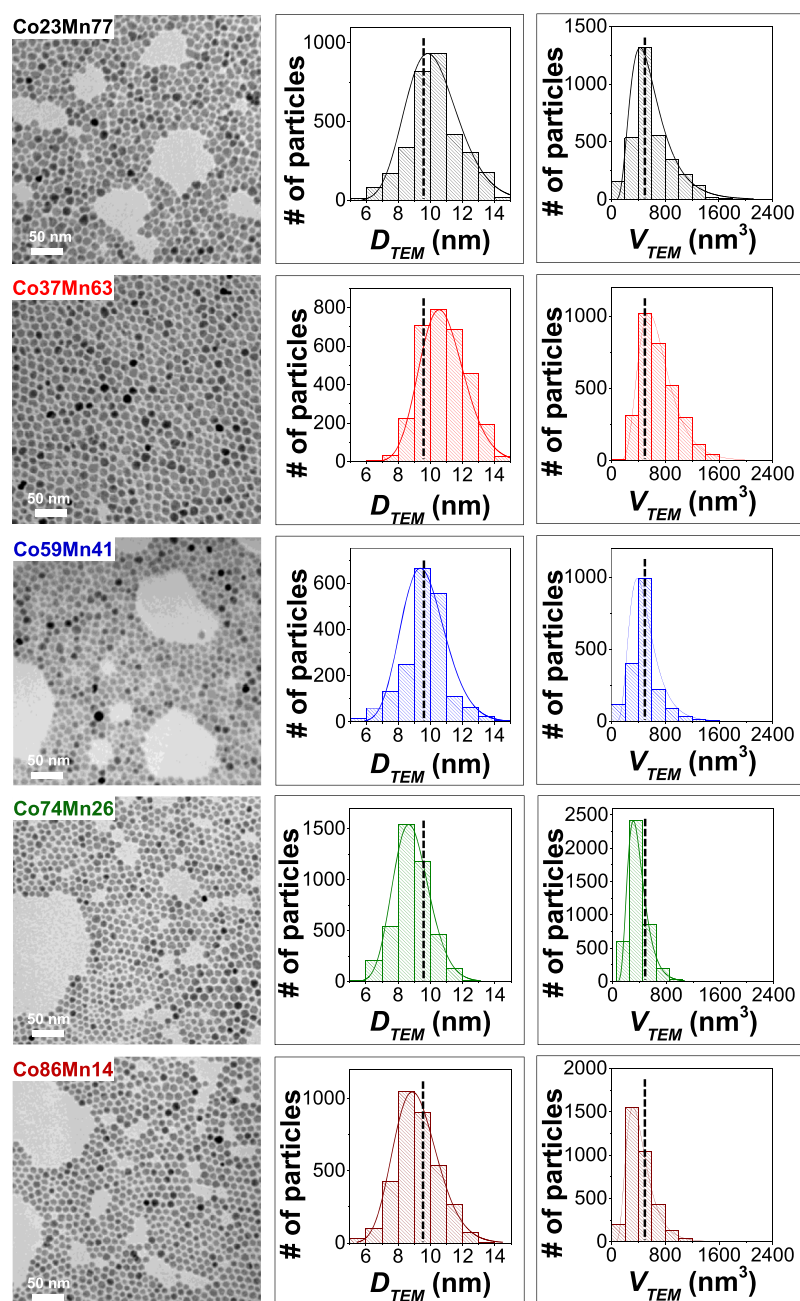 Co23Mn77
50 nm
# of particles
1000
500
0
6 8 10 12 14
D_TEM (nm)
# of particles
1500
1000
500
0
0 800 1600 2400
V_TEM (nm³)
Co37Mn63
50 nm
# of particles
800
600
400
200
0
6 8 10 12 14
D_TEM (nm)
# of particles
1000
500
0
0 800 1600 2400
V_TEM (nm³)
Co59Mn41
50 nm
# of particles
600
400
200
0
6 8 10 12 14
D_TEM (nm)
# of particles
1000
500
0
0 800 1600 2400
V_TEM (nm³)
Co74Mn26
50 nm
# of particles
1500
1000
500
0
6 8 10 12 14
D_TEM (nm)
# of particles
2500
2000
1500
1000
500
0
0 800 1600 2400
V_TEM (nm³)
Co86Mn14
50 nm
# of particles
1000
500
0
6 8 10 12 14
D_TEM (nm)
# of particles
2000
1500
1000
500
0
0 800 1600 2400
V_TEM (nm³)